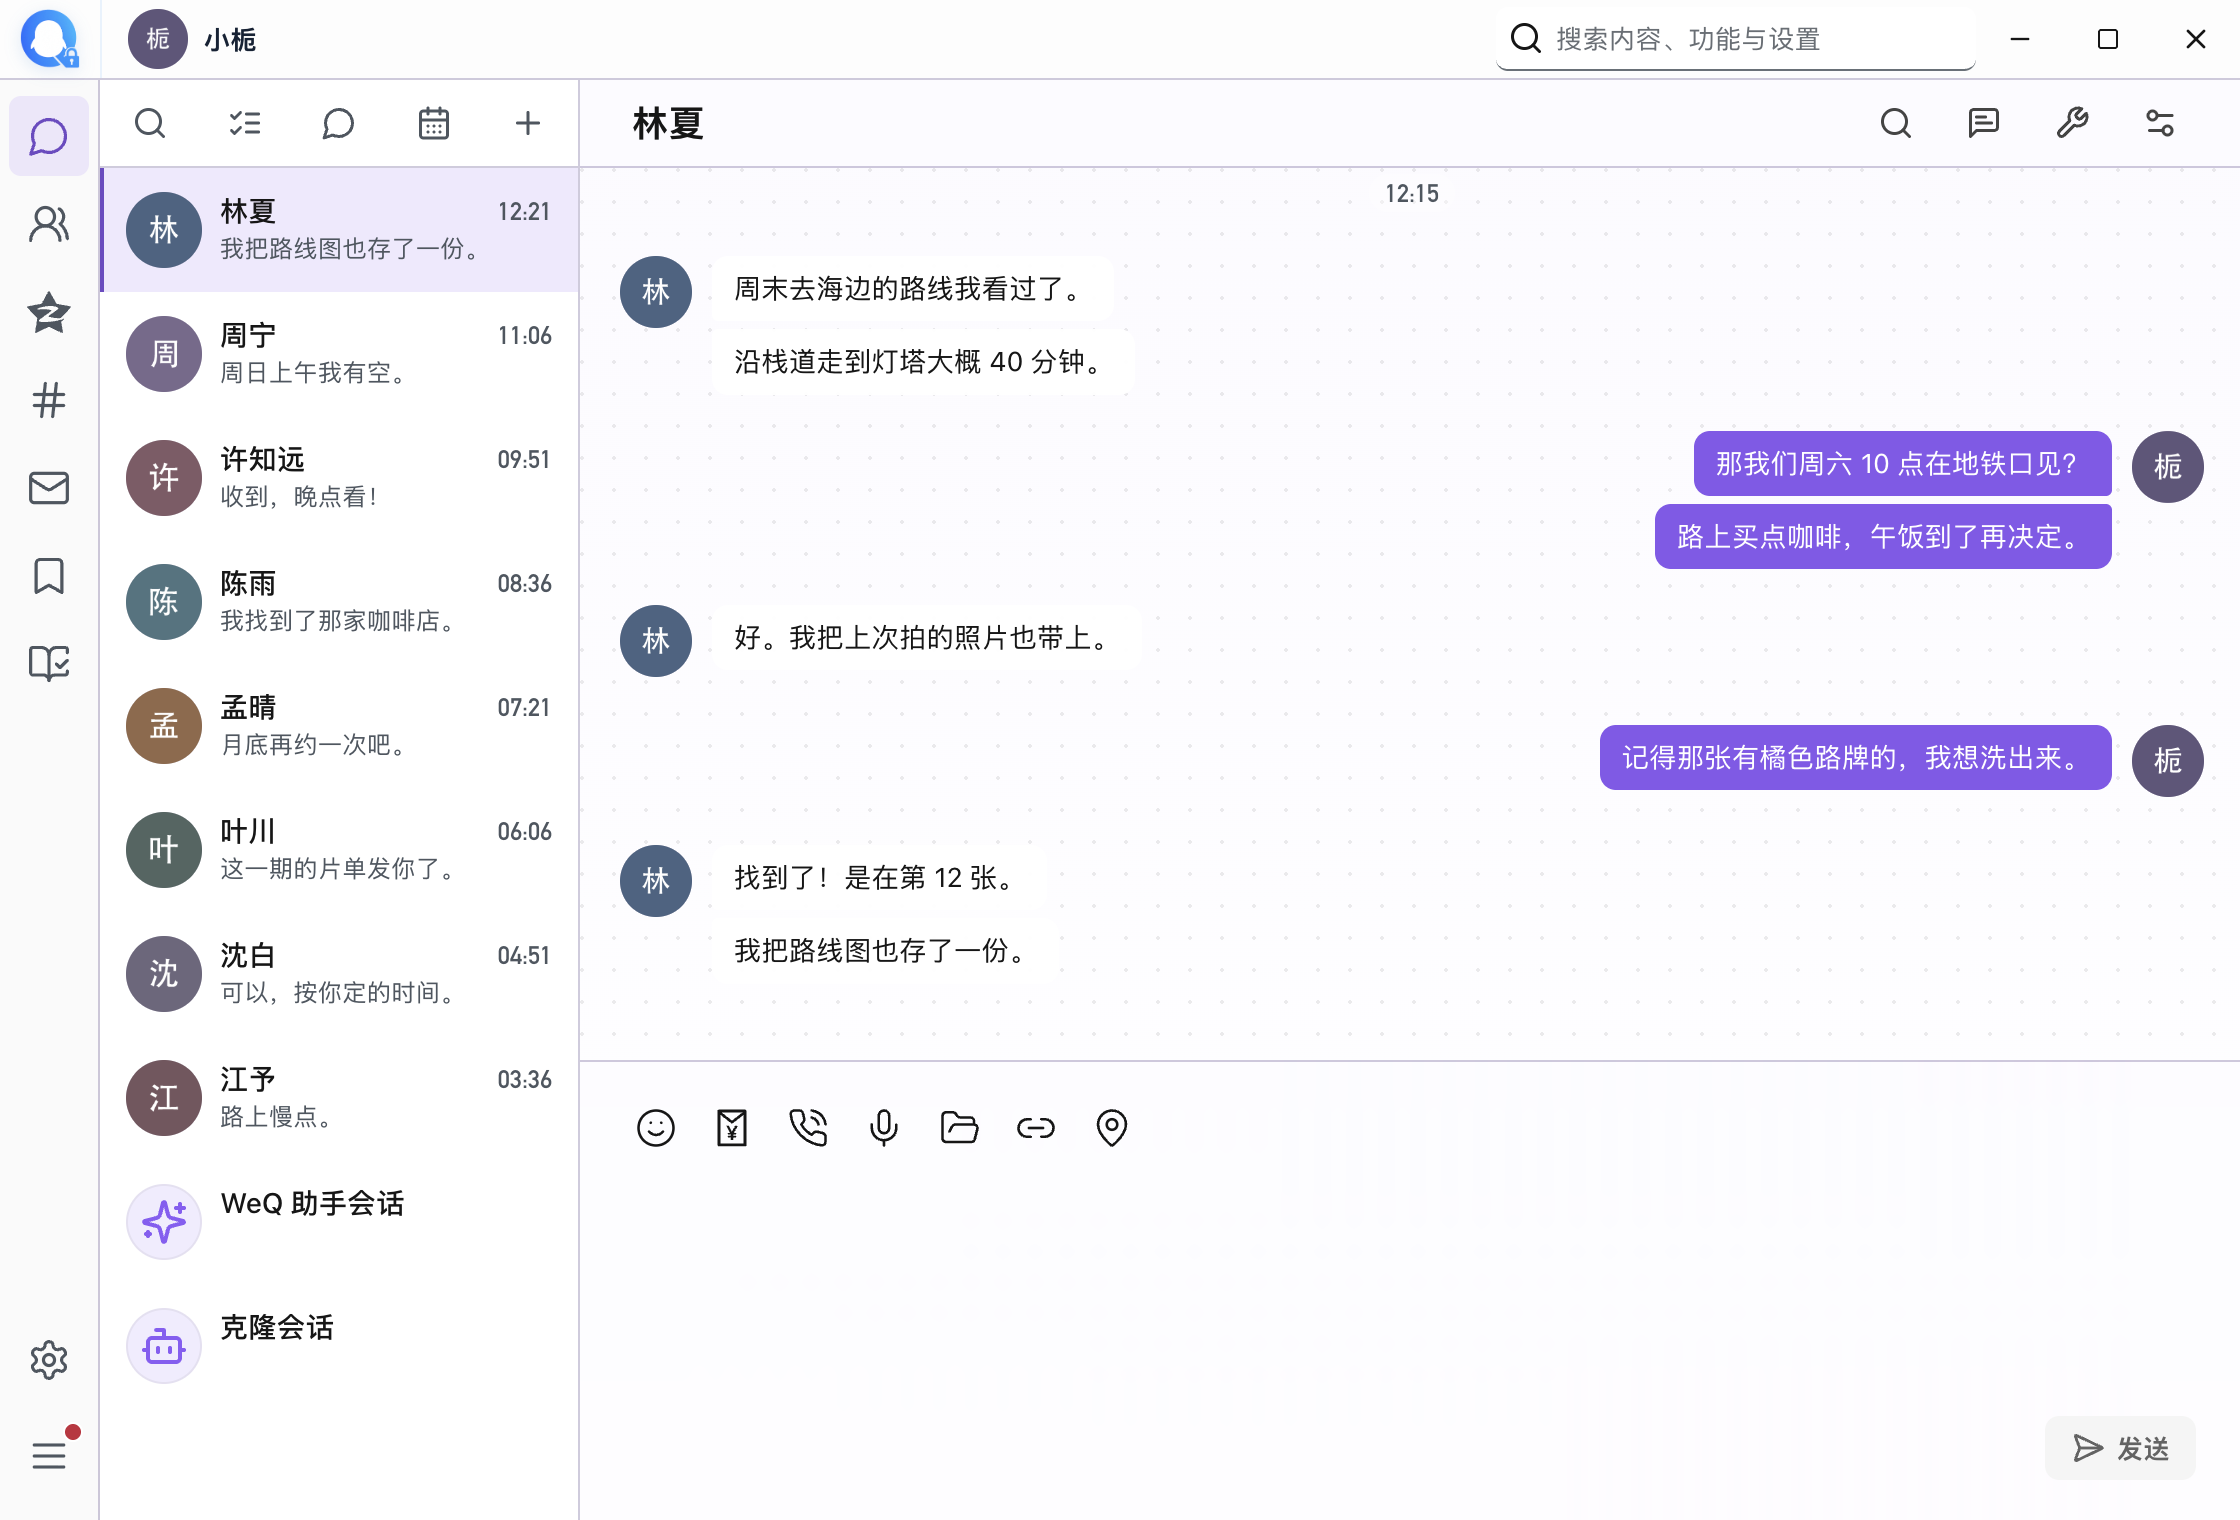 栀 小栀
搜索内容、功能与设置
林 林夏 12:21
我把路线图也存了一份。
周 周宁 11:06
周日上午我有空。
许 许知远 09:51
收到，晚点看！
陈 陈雨 08:36
我找到了那家咖啡店。
孟 孟晴 07:21
月底再约一次吧。
叶 叶川 06:06
这一期的片单发你了。
沈 沈白 04:51
可以，按你定的时间。
江 江予 03:36
路上慢点。
WeQ 助手会话
克隆会话
林夏
12:15
林 周末去海边的路线我看过了。
沿栈道走到灯塔大概 40 分钟。
那我们周六 10 点在地铁口见？ 栀
路上买点咖啡，午饭到了再决定。
林 好。我把上次拍的照片也带上。
记得那张有橘色路牌的，我想洗出来。 栀
林 找到了！是在第 12 张。
我把路线图也存了一份。
发送